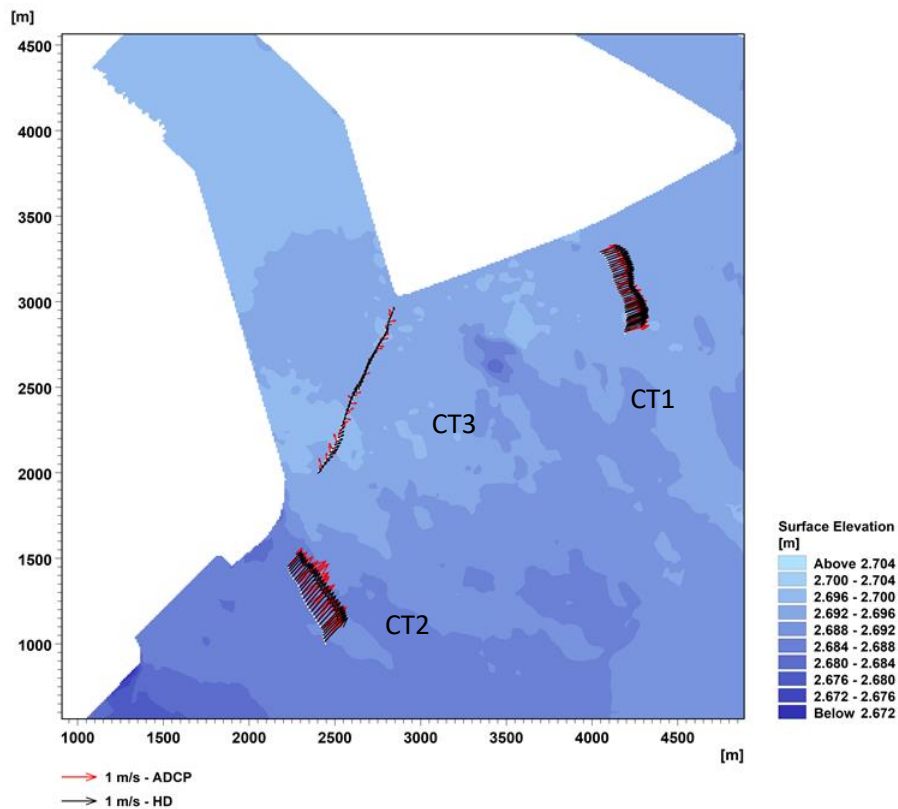 [m]
4500
4000
3500
3000
2500
2000
1500
1000
CT1
CT3
CT2
1000 1500 2000 2500 3000 3500 4000 4500
[m]
Surface Elevation
[m]
Above 2.704
2.700 - 2.704
2.696 - 2.700
2.692 - 2.696
2.688 - 2.692
2.684 - 2.688
2.680 - 2.684
2.676 - 2.680
2.672 - 2.676
Below 2.672
1 m/s - ADCP
1 m/s - HD